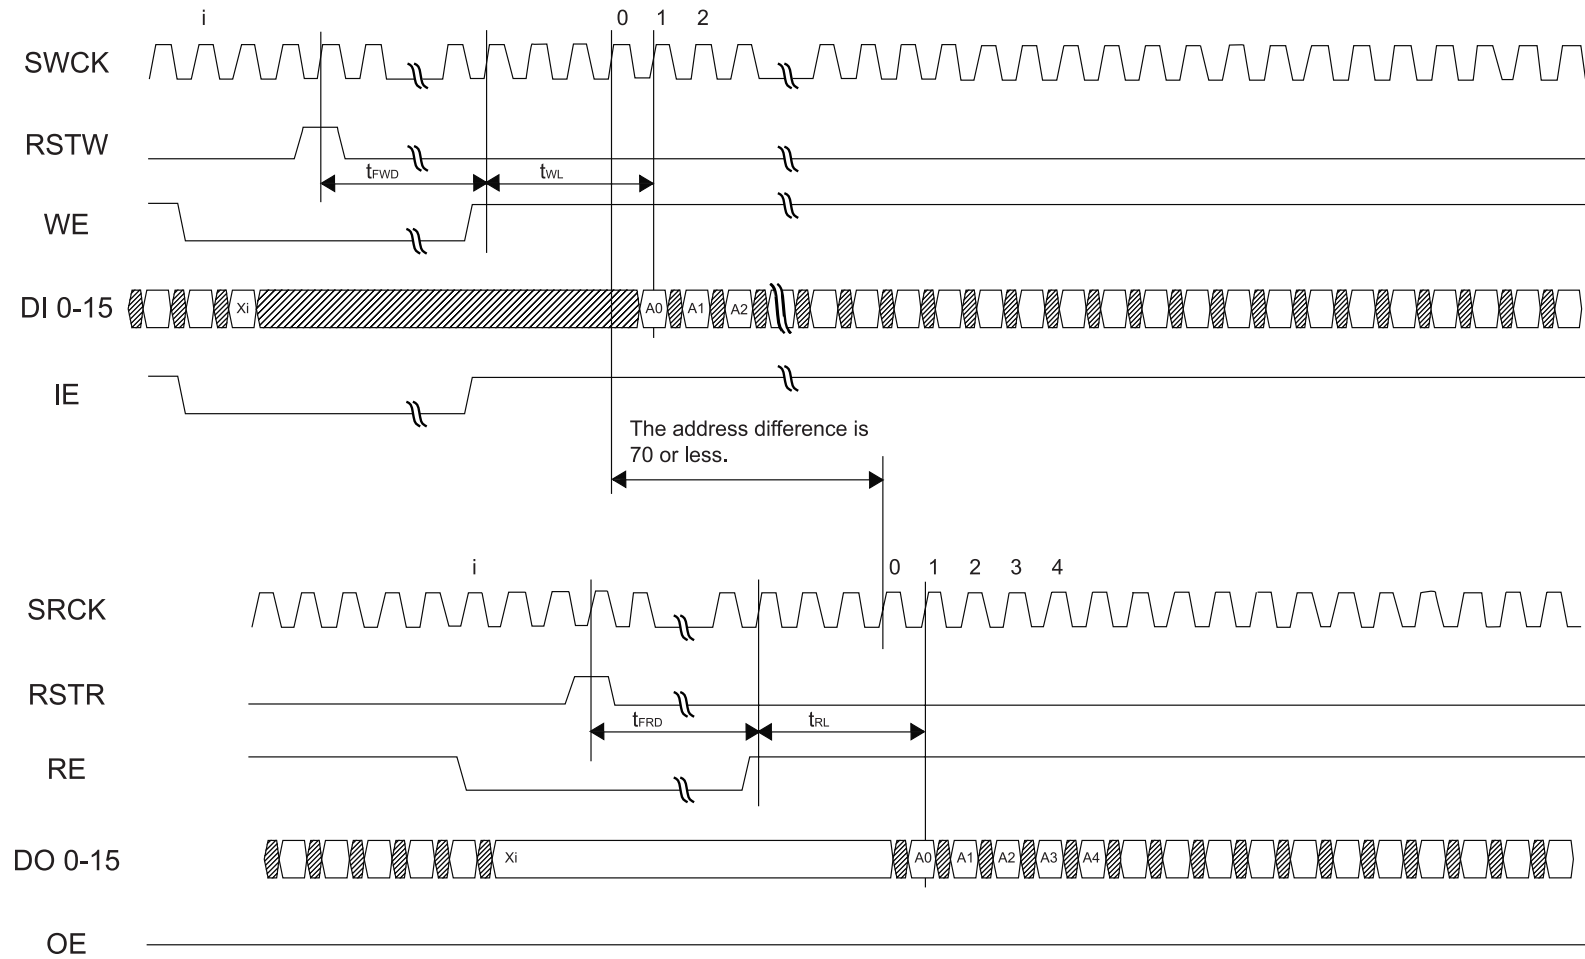 i 0 1 2
SWCK
RSTW
tFWD tWL
WE
DI 0-15 Xi A0 A1 A2
IE
The address difference is
70 or less.
i 0 1 2 3 4
SRCK
RSTR
tFRD tRL
RE
DO 0-15 Xi A0 A1 A2 A3 A4
OE